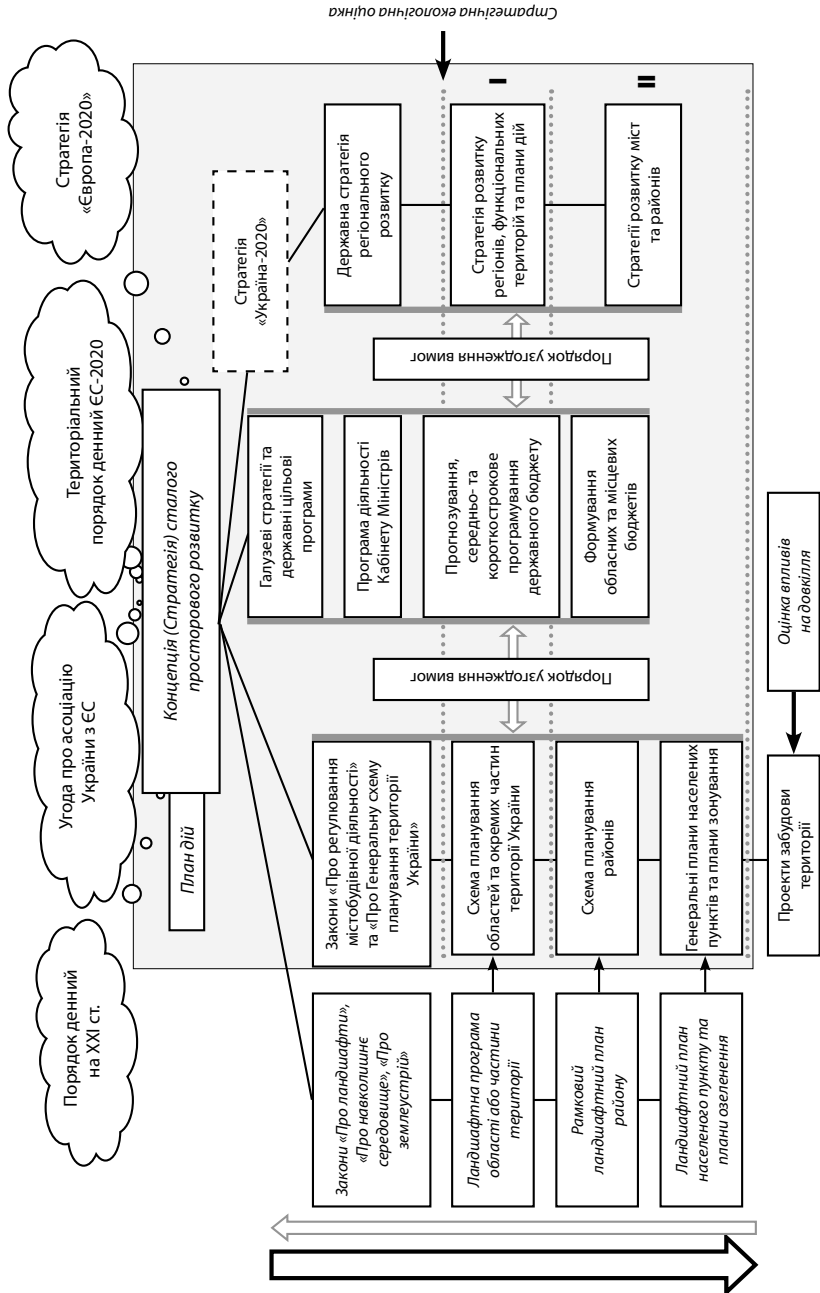 Порядок денний
на XXI ст.
Угода про асоціацію
України з ЄС
Територіальний
порядок денний ЄС-2020
Стратегія
«Європа-2020»
План дій
Концепція (Стратегія) сталого
просторового розвитку
Стратегія
«Україна-2020»
Закони «Про ландшафти»,
«Про навколишнє
середовище», «Про
землеустрій»
Закони «Про регулювання
містобудівної діяльності»
та «Про Генеральну схему
планування території
України»
Галузеві стратегії та
державні цільові
програми
Програма діяльності
Кабінету Міністрів
Державна стратегія
регіонального
розвитку
Стратегічна екологічна оцінка
Ландшафтна програма
області або частини
території
Схема планування
областей та окремих частин
території України
Порядок узгодження вимог
Прогнозування,
середньо- та
короткострокове
програмування
державного бюджету
Порядок узгодження вимог
Стратегія розвитку
регіонів, функціональних
територій та плани дій
I
Рамковий
ландшафтний план
району
Схема планування
районів
Формування
обласних та місцевих
бюджетів
Стратегії розвитку міст
та районів
II
Ландшафтний план
населеного пункту та
плани озеленення
Генеральні плани населених
пунктів та плани зонування
Проекти забудови
території
Оцінка впливів
на довкілля